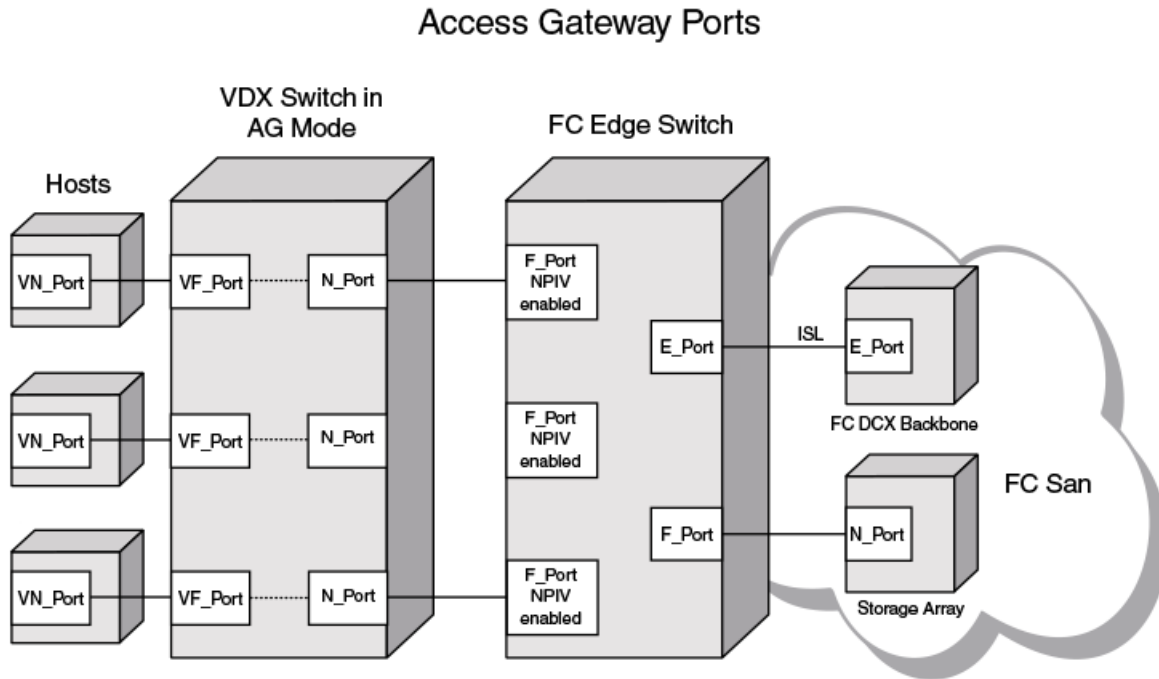 Access Gateway Ports
VDX Switch in
AG Mode
FC Edge Switch
Hosts
VN_Port
VF_Port
N_Port
F_Port
NPIV
enabled
E_Port
ISL
E_Port
FC DCX Backbone
VN_Port
VF_Port
N_Port
F_Port
NPIV
enabled
FC San
F_Port
N_Port
Storage Array
VN_Port
VF_Port
N_Port
F_Port
NPIV
enabled